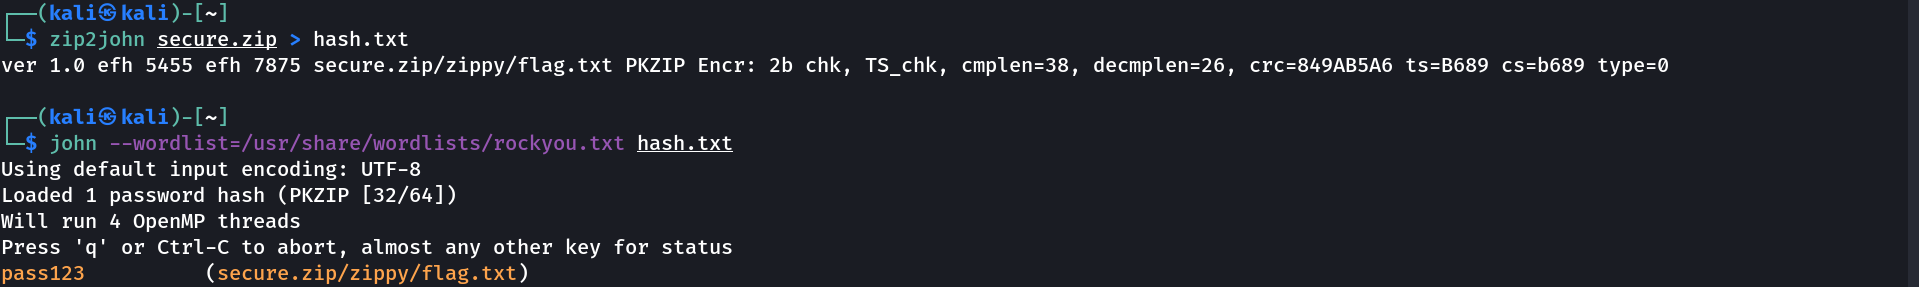 ┌──(kali㉿kali)-[~]
└─$ zip2john secure.zip > hash.txt
ver 1.0 efh 5455 efh 7875 secure.zip/zippy/flag.txt PKZIP Encr: 2b chk, TS_chk, cmplen=38, decmplen=26, crc=849AB5A6 ts=B689 cs=b689 type=0
┌──(kali㉿kali)-[~]
└─$ john --wordlist=/usr/share/wordlists/rockyou.txt hash.txt
Using default input encoding: UTF-8
Loaded 1 password hash (PKZIP [32/64])
Will run 4 OpenMP threads
Press 'q' or Ctrl-C to abort, almost any other key for status
pass123          (secure.zip/zippy/flag.txt)